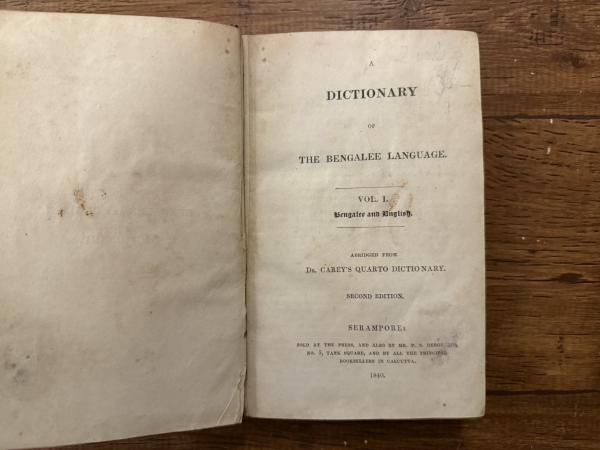 A
DICTIONARY
OF
THE BENGALEE LANGUAGE.
VOL. I.
Bengalee and English.
ABRIDGED FROM
DR. CAREY'S QUARTO DICTIONARY.
SECOND EDITION.
SERAMPORE:
SOLD AT THE PRESS, AND ALSO BY MR. P. S.
NO. 5, TANK SQUARE, AND BY ALL THE PRINCIPAL
BOOKSELLERS IN CALCUTTA.
1840.